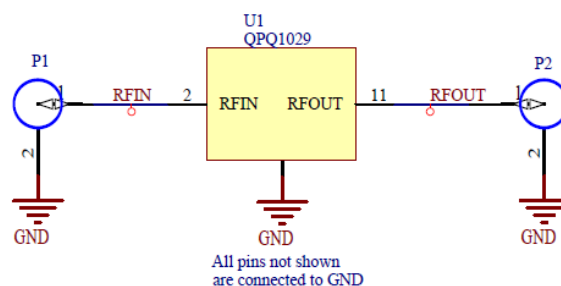 U1
QPQ1029
P1
P2
1
RFIN
2
RFIN
RFOUT
11
RFOUT
1
2
2
GND
GND
GND
All pins not shown
are connected to GND